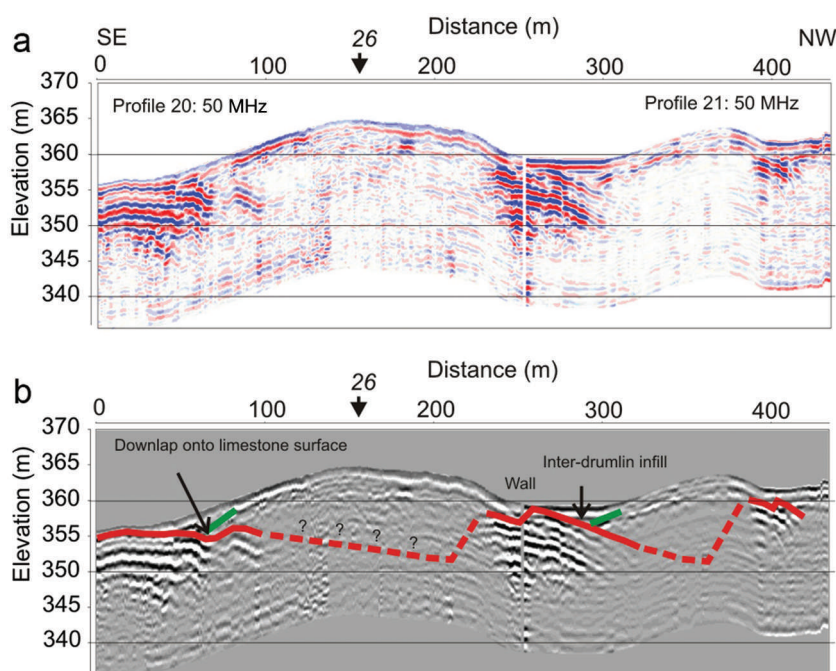 a
SE
26
Distance (m)
NW
0
100
200
300
400
370
365
360
355
350
345
340
Elevation (m)
Profile 20: 50 MHz
Profile 21: 50 MHz
b
26
Distance (m)
0
100
200
300
400
370
365
360
355
350
345
340
Elevation (m)
Downlap onto limestone surface
Wall
Inter-drumlin infill
? ? ? ?